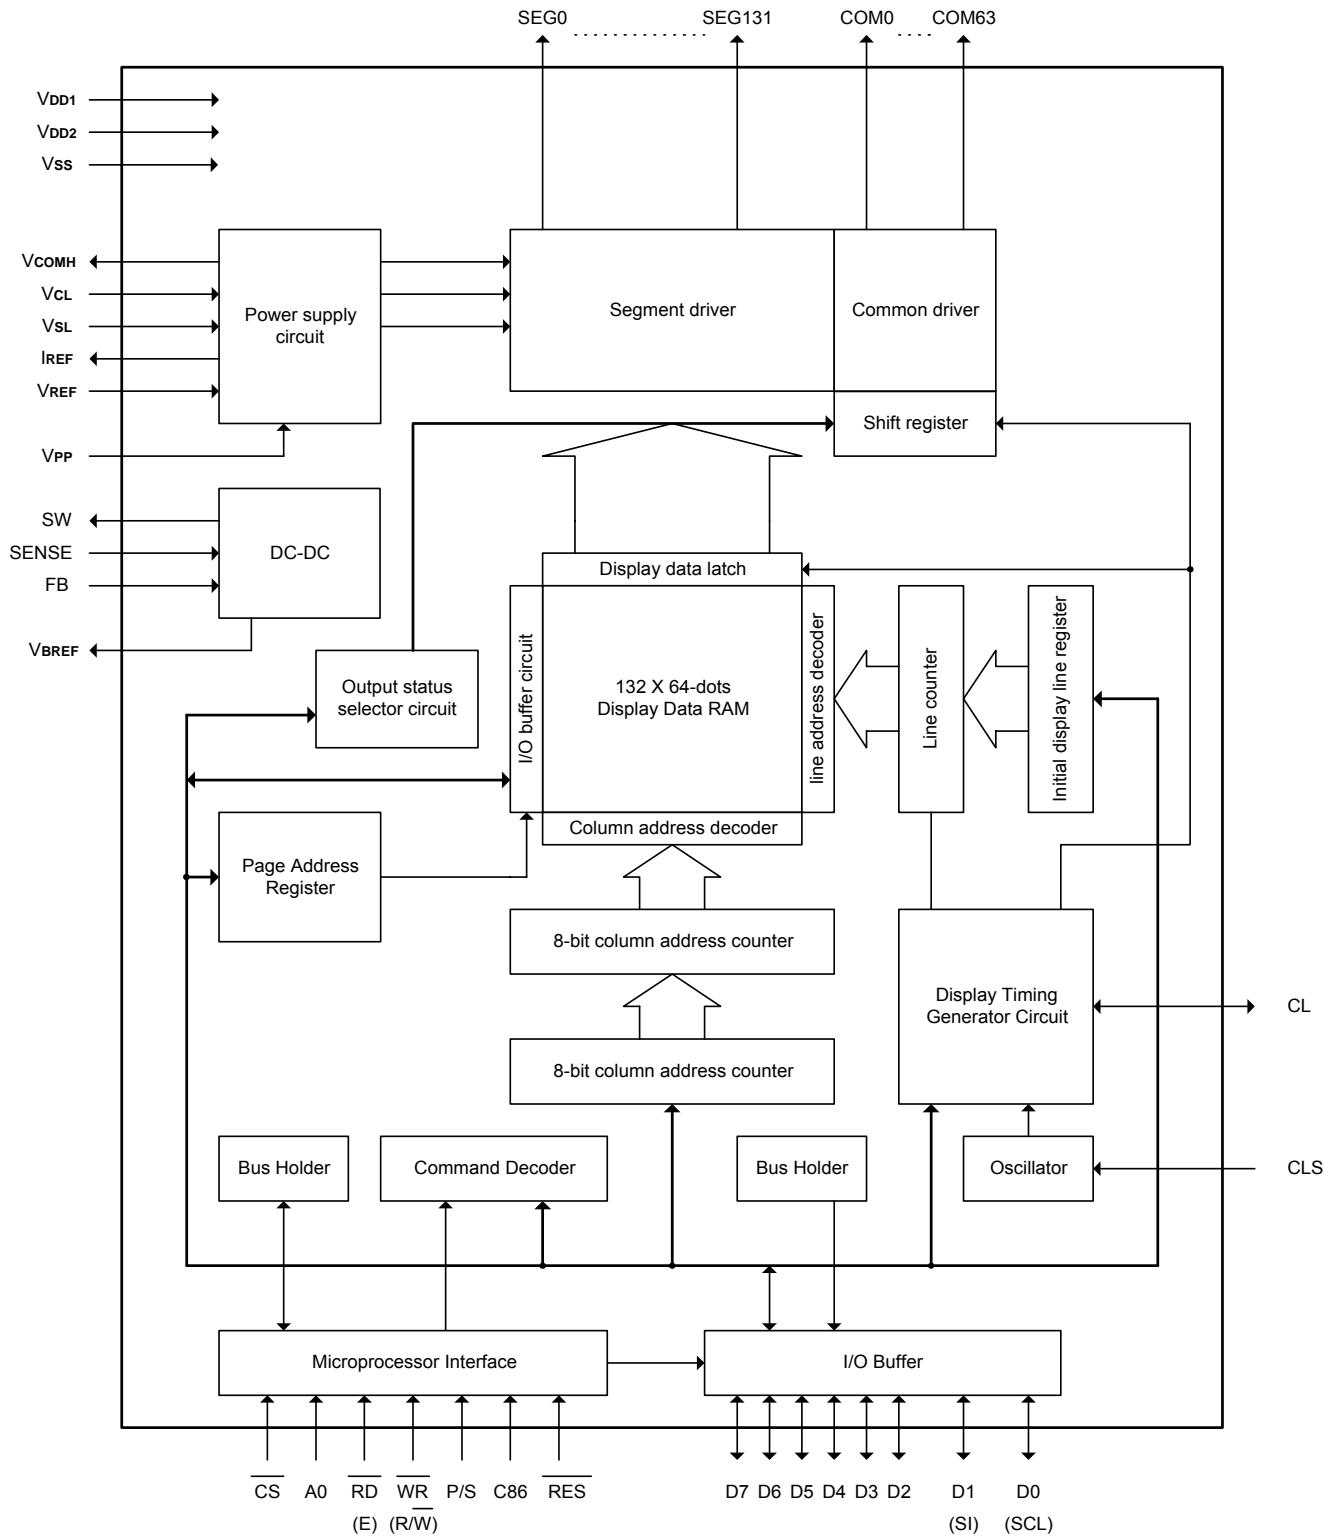 SEG0 SEG131 COM0 COM63
VDD1
VDD2
VSS
VCOMH
VCL
VSL
IREF
VREF
VPP
Power supply
circuit
Segment driver
Common driver
Shift register
SW
SENSE
FB
VBREF
DC-DC
Display data latch
Output status
selector circuit
I/O buffer circuit
132 X 64-dots
Display Data RAM
line address decoder
Line counter
Initial display line register
Column address decoder
Page Address
Register
8-bit column address counter
8-bit column address counter
Display Timing
Generator Circuit
CL
Bus Holder
Command Decoder
Bus Holder
Oscillator
CLS
Microprocessor Interface
I/O Buffer
CS A0 RD WR P/S C86 RES D7 D6 D5 D4 D3 D2 D1 D0
(E) (R/W) (SI) (SCL)